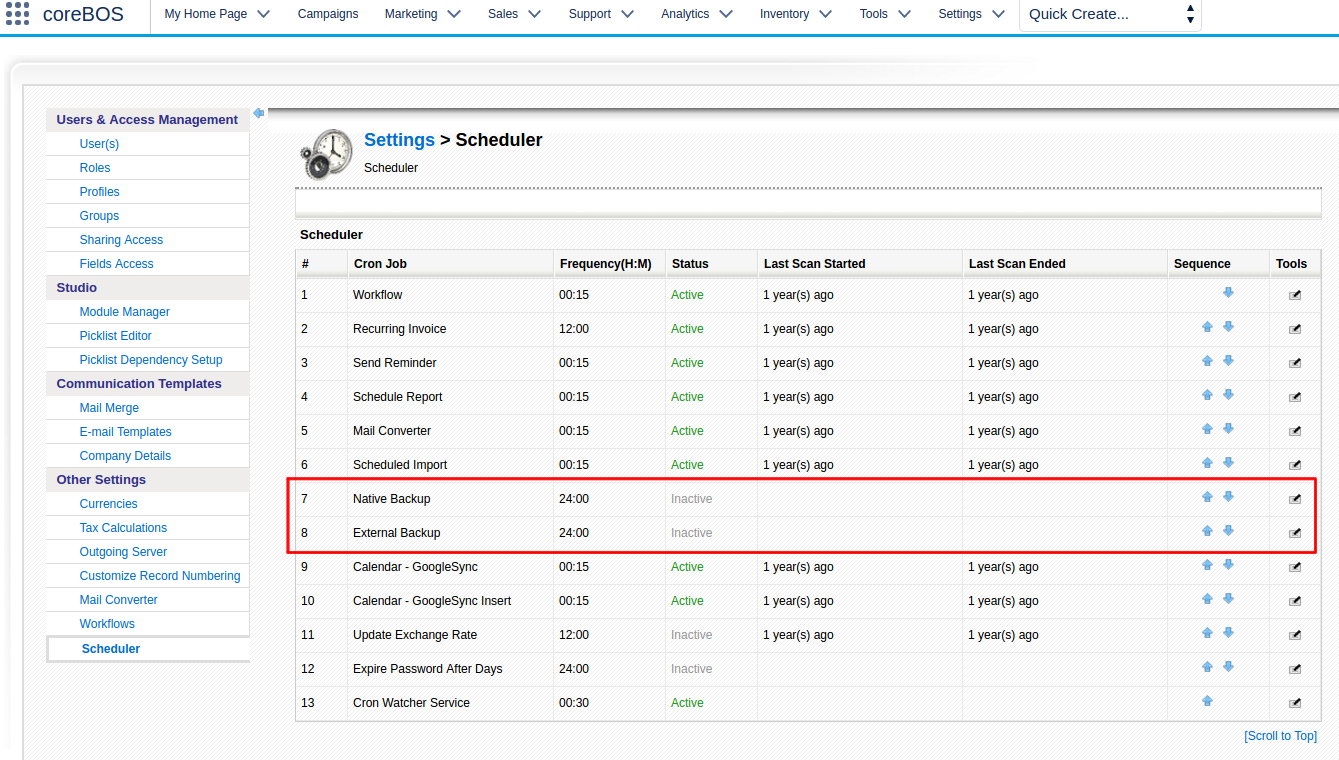 coreBOS My Home Page Campaigns Marketing Sales Support Analytics Inventory Tools Settings Quick Create...
Users & Access Management
User(s)
Roles
Profiles
Groups
Sharing Access
Fields Access
Studio
Module Manager
Picklist Editor
Picklist Dependency Setup
Communication Templates
Mail Merge
E-mail Templates
Company Details
Other Settings
Currencies
Tax Calculations
Outgoing Server
Customize Record Numbering
Mail Converter
Workflows
Scheduler
Settings > Scheduler
Scheduler
Scheduler
# Cron Job Frequency(H:M) Status Last Scan Started Last Scan Ended Sequence Tools
1 Workflow 00:15 Active 1 year(s) ago 1 year(s) ago
2 Recurring Invoice 12:00 Active 1 year(s) ago 1 year(s) ago
3 Send Reminder 00:15 Active 1 year(s) ago 1 year(s) ago
4 Schedule Report 00:15 Active 1 year(s) ago 1 year(s) ago
5 Mail Converter 00:15 Active 1 year(s) ago 1 year(s) ago
6 Scheduled Import 00:15 Active 1 year(s) ago 1 year(s) ago
7 Native Backup 24:00 Inactive
8 External Backup 24:00 Inactive
9 Calendar - GoogleSync 00:15 Active 1 year(s) ago 1 year(s) ago
10 Calendar - GoogleSync Insert 00:15 Active 1 year(s) ago 1 year(s) ago
11 Update Exchange Rate 12:00 Inactive 1 year(s) ago 1 year(s) ago
12 Expire Password After Days 24:00 Inactive
13 Cron Watcher Service 00:30 Active
[Scroll to Top]